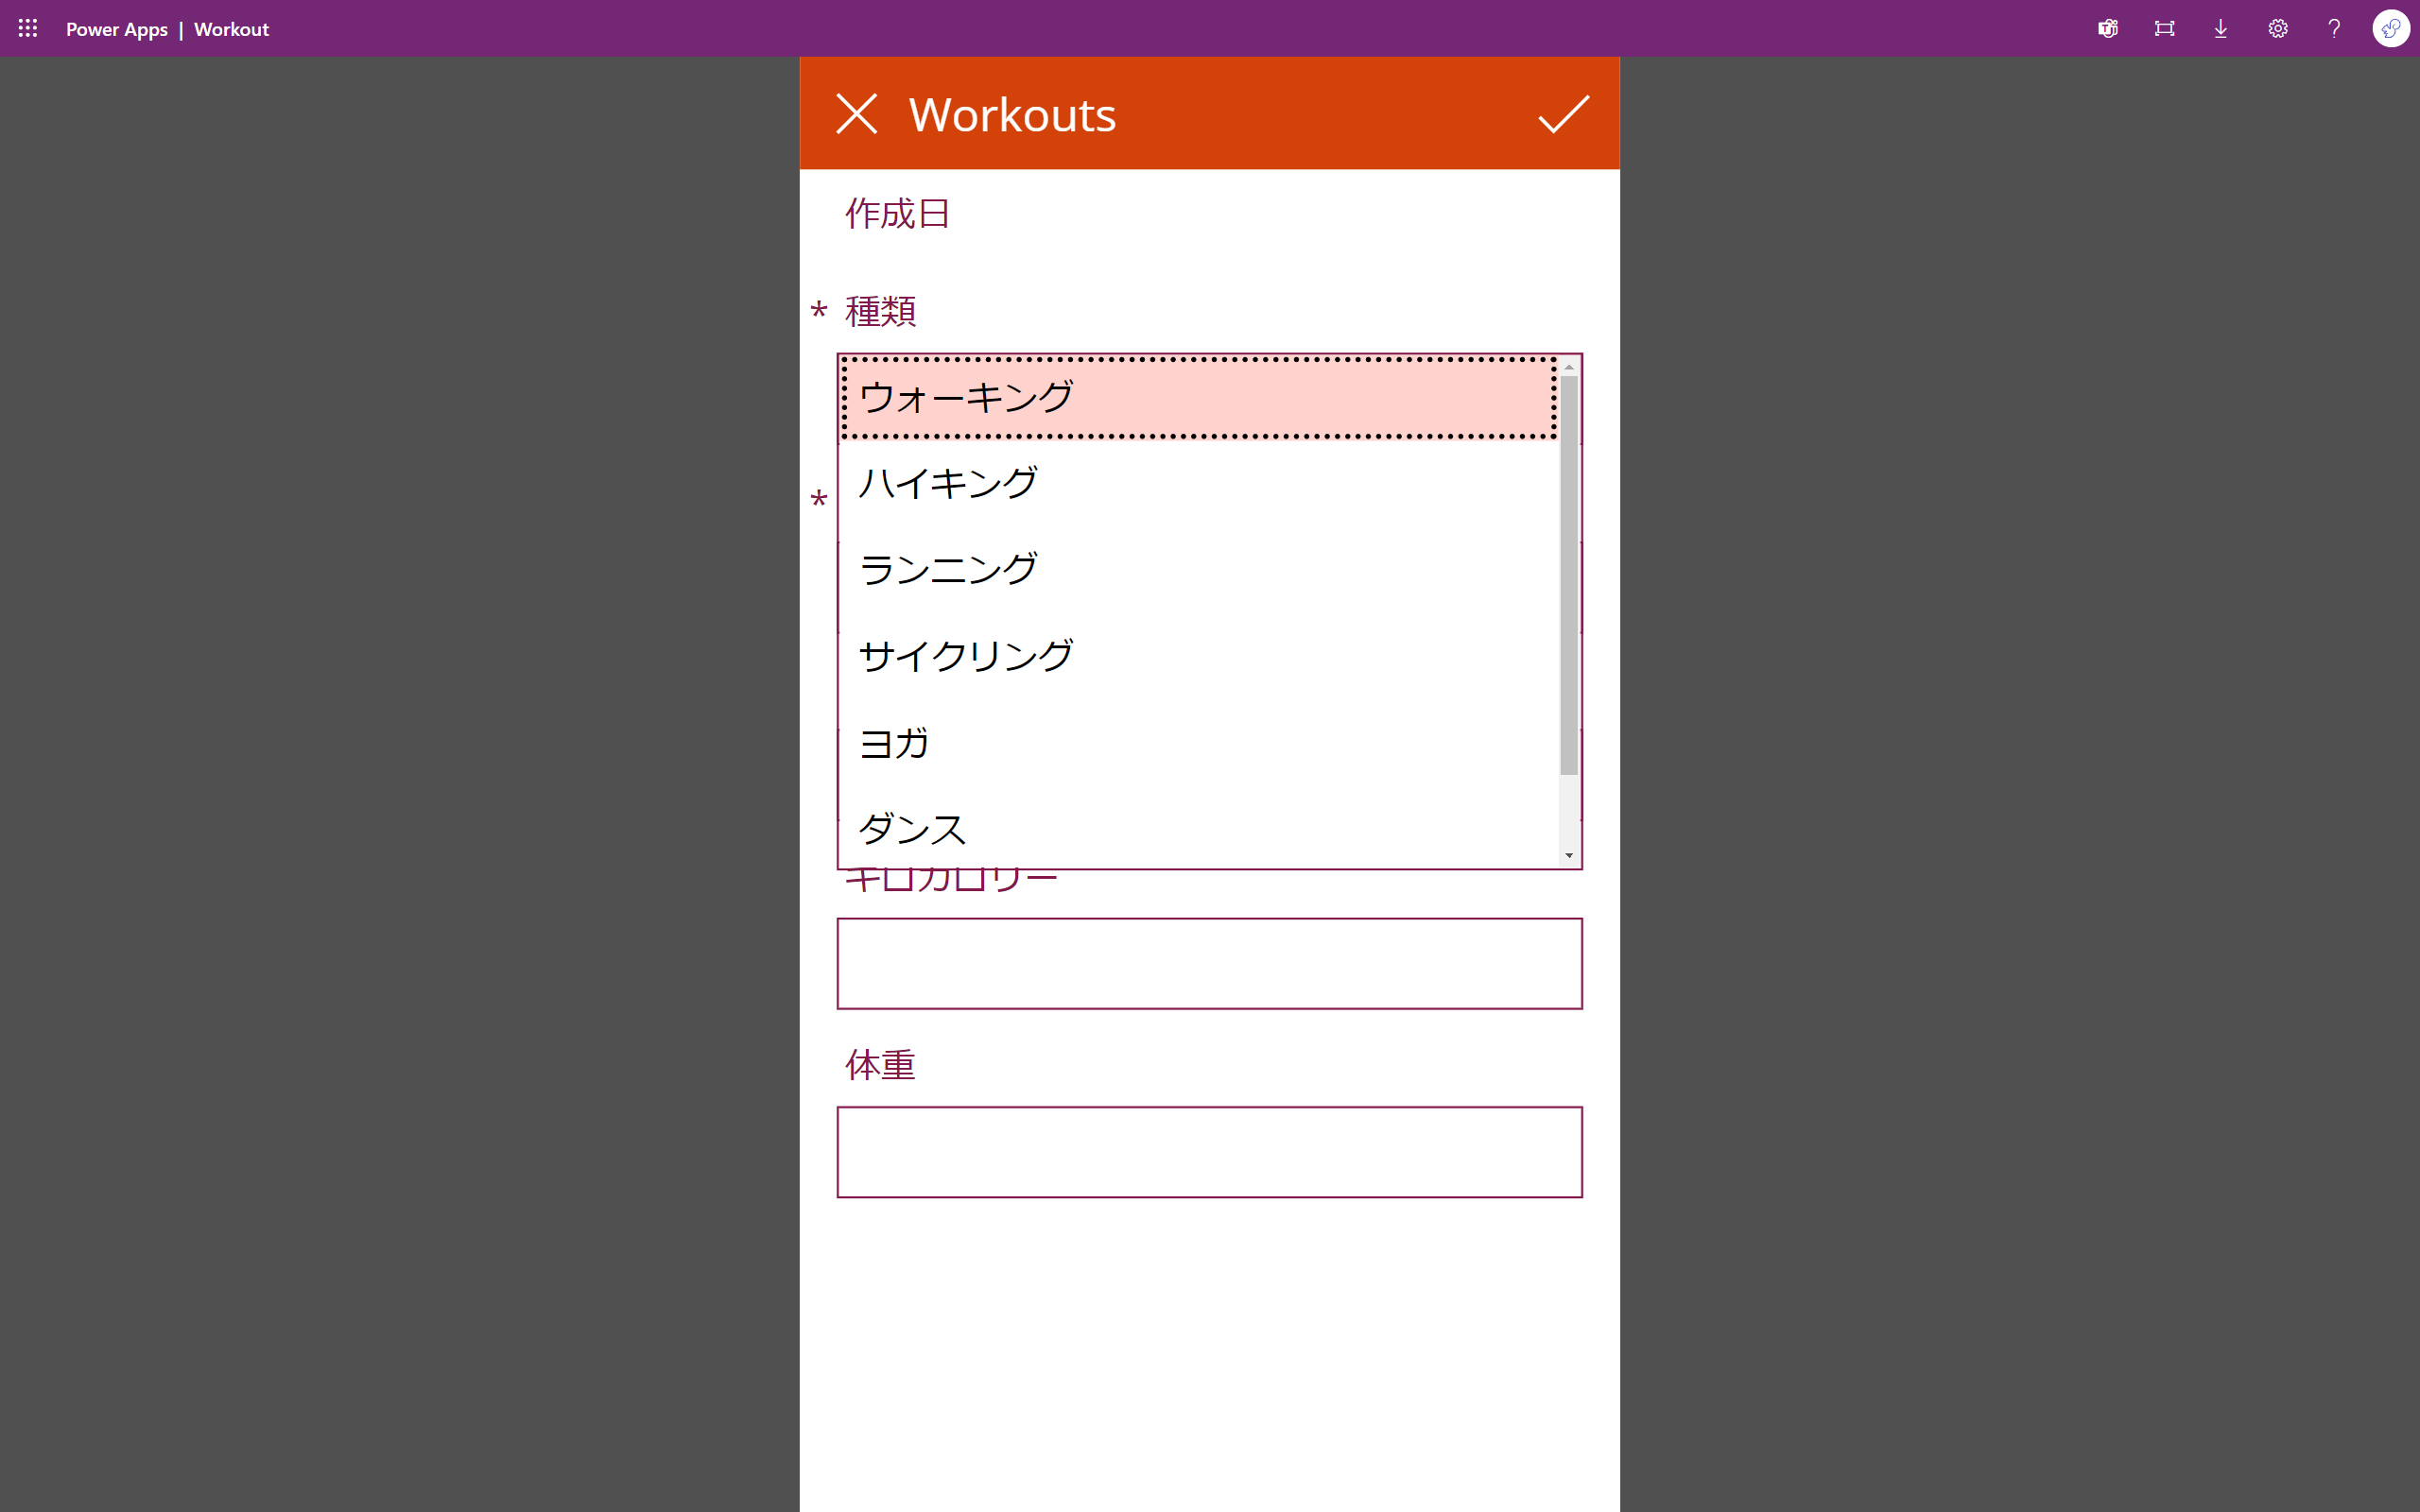 Power Apps | Workout
Workouts
作成日
* 種類
ウォーキング
ハイキング
*
ランニング
サイクリング
ヨガ
ダンス
キロカロリー
体重